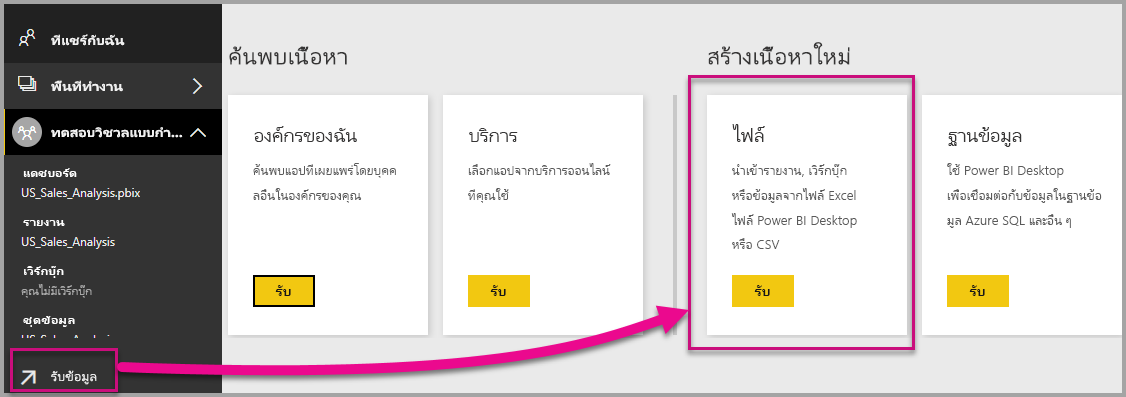 ที่แชร์กับฉัน
พื้นที่ทำงาน
ทดสอบวิชวลแบบกำ...
แดชบอร์ด
US_Sales_Analysis.pbix
รายงาน
US_Sales_Analysis
เวิร์กบุ๊ก
คุณไม่มีเวิร์กบุ๊ก
ชุดข้อมูล
US_Sales_Analysis
รับข้อมูล
ค้นพบเนื้อหา
องค์กรของฉัน
ค้นพบแอปที่เผยแพร่โดยบุคค
ลอื่นในองค์กรของคุณ
รับ
บริการ
เลือกแอปจากบริการออนไลน์
ที่คุณใช้
รับ
สร้างเนื้อหาใหม่
ไฟล์
นำเข้ารายงาน, เวิร์กบุ๊ก
หรือข้อมูลจากไฟล์ Excel
ไฟล์ Power BI Desktop
หรือ CSV
รับ
ฐานข้อมูล
ใช้ Power BI Desktop
เพื่อเชื่อมต่อกับข้อมูลในฐานข้อ
มูล Azure SQL และอื่น ๆ
รับ